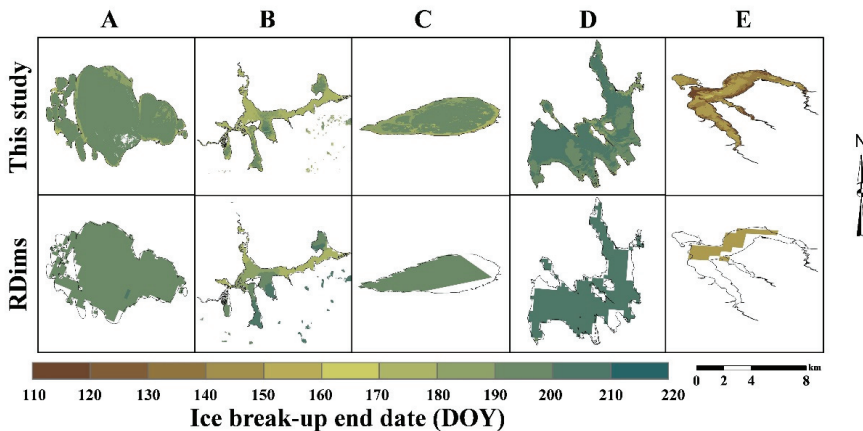 A B C D E
This study
RDims
N
110 120 130 140 150 160 170 180 190 200 210 220
0 2 4 8
km
Ice break-up end date (DOY)